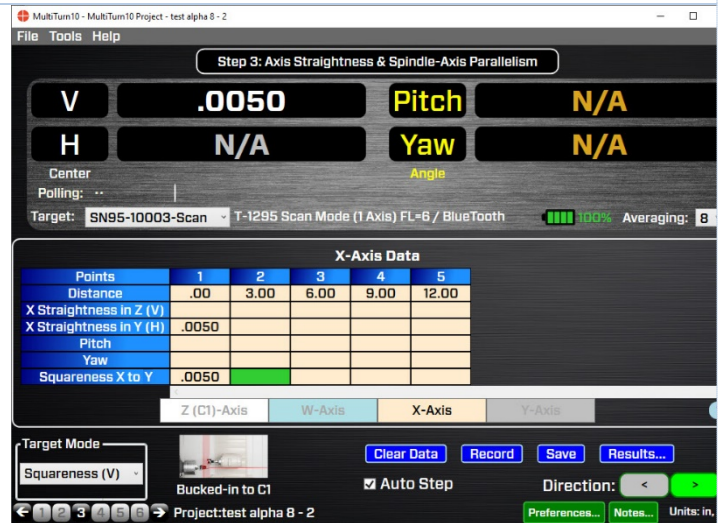 MultiTurn10 - MultiTurn10 Project - test alpha 8 - 2
File Tools Help
Step 3: Axis Straightness & Spindle-Axis Parallelism
V .0050 Pitch N/A
H N/A Yaw N/A
Center Angle
Polling: ··
Target: SN95-10003-Scan T-1295 Scan Mode (1 Axis) FL=6 / BlueTooth 100% Averaging: 8
X-Axis Data
Points 1 2 3 4 5
Distance .00 3.00 6.00 9.00 12.00
X Straightness in Z (V)
X Straightness in Y (H) .0050
Pitch
Yaw
Squareness X to Y .0050
Z (C1)-Axis W-Axis X-Axis Y-Axis
Target Mode
Clear Data Record Save Results...
Squareness (V)
Bucked-in to C1 Auto Step Direction: < >
1 2 3 4 5 6 Project:test alpha 8 - 2 Preferences... Notes... Units: in,